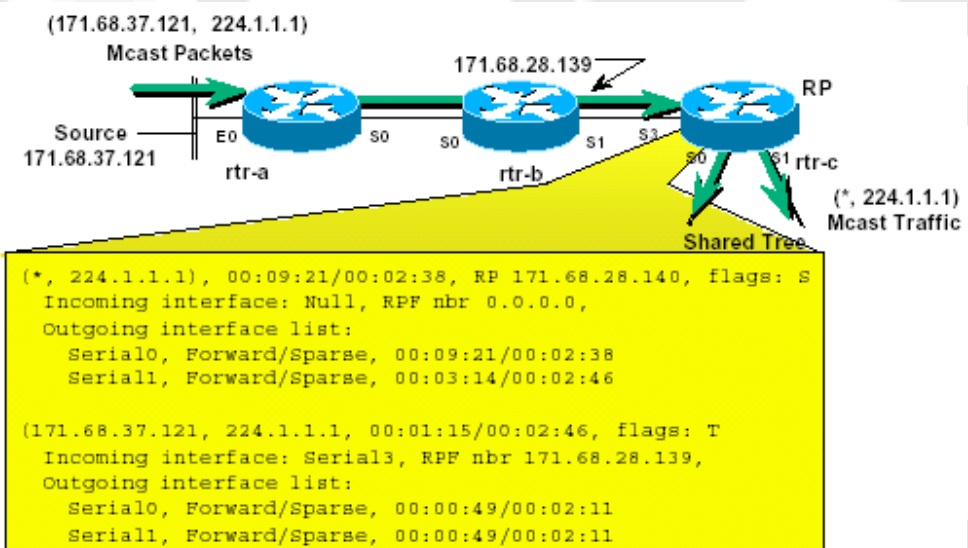 (171.68.37.121, 224.1.1.1)
Mcast Packets
171.68.28.139
RP
Source
171.68.37.121
E0
S0
S0
S1
S3
S0
S1
rtr-a
rtr-b
rtr-c
(*, 224.1.1.1)
Mcast Traffic
Shared Tree
(*, 224.1.1.1), 00:09:21/00:02:38, RP 171.68.28.140, flags: S
Incoming interface: Null, RPF nbr 0.0.0.0,
Outgoing interface list:
Serial0, Forward/Sparse, 00:09:21/00:02:38
Serial1, Forward/Sparse, 00:03:14/00:02:46
(171.68.37.121, 224.1.1.1, 00:01:15/00:02:46, flags: T
Incoming interface: Serial3, RPF nbr 171.68.28.139,
Outgoing interface list:
Serial0, Forward/Sparse, 00:00:49/00:02:11
Serial1, Forward/Sparse, 00:00:49/00:02:11